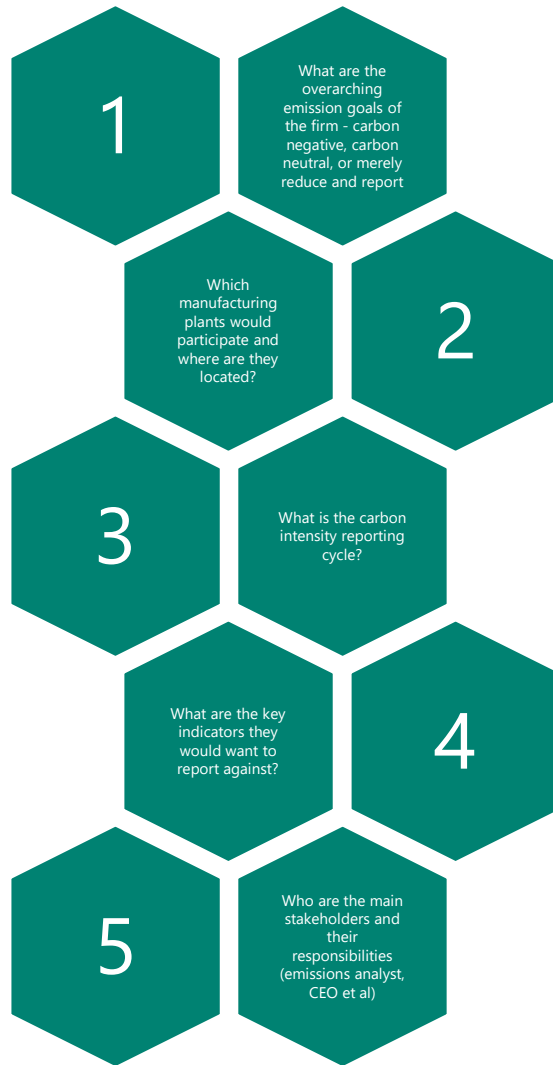 1
What are the
overarching
emission goals of
the firm - carbon
negative, carbon
neutral, or merely
reduce and report
Which
manufacturing
plants would
participate and
where are they
located?
2
3
What is the carbon
intensity reporting
cycle?
What are the key
indicators they
would want to
report against?
4
5
Who are the main
stakeholders and
their
responsibilities
(emissions analyst,
CEO et al)